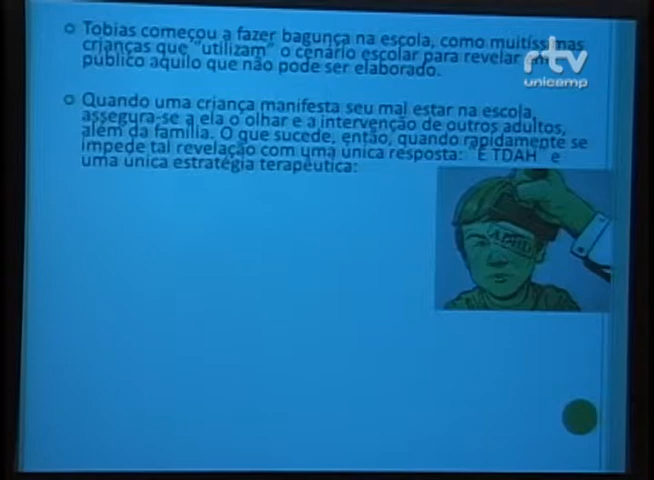 Tobias começou a fazer bagunça na escola, como muitíssimas
crianças que "utilizam" o cenário escolar para revelar em
público aquilo que não pode ser elaborado.
Quando uma criança manifesta seu mal estar na escola,
assegura-se a ela o olhar e a intervenção de outros adultos,
além da família. O que sucede, então, quando rapidamente se
impede tal revelação com uma única resposta: "É TDAH" e
uma única estratégia terapêutica:
ADHD
rtv
unicamp